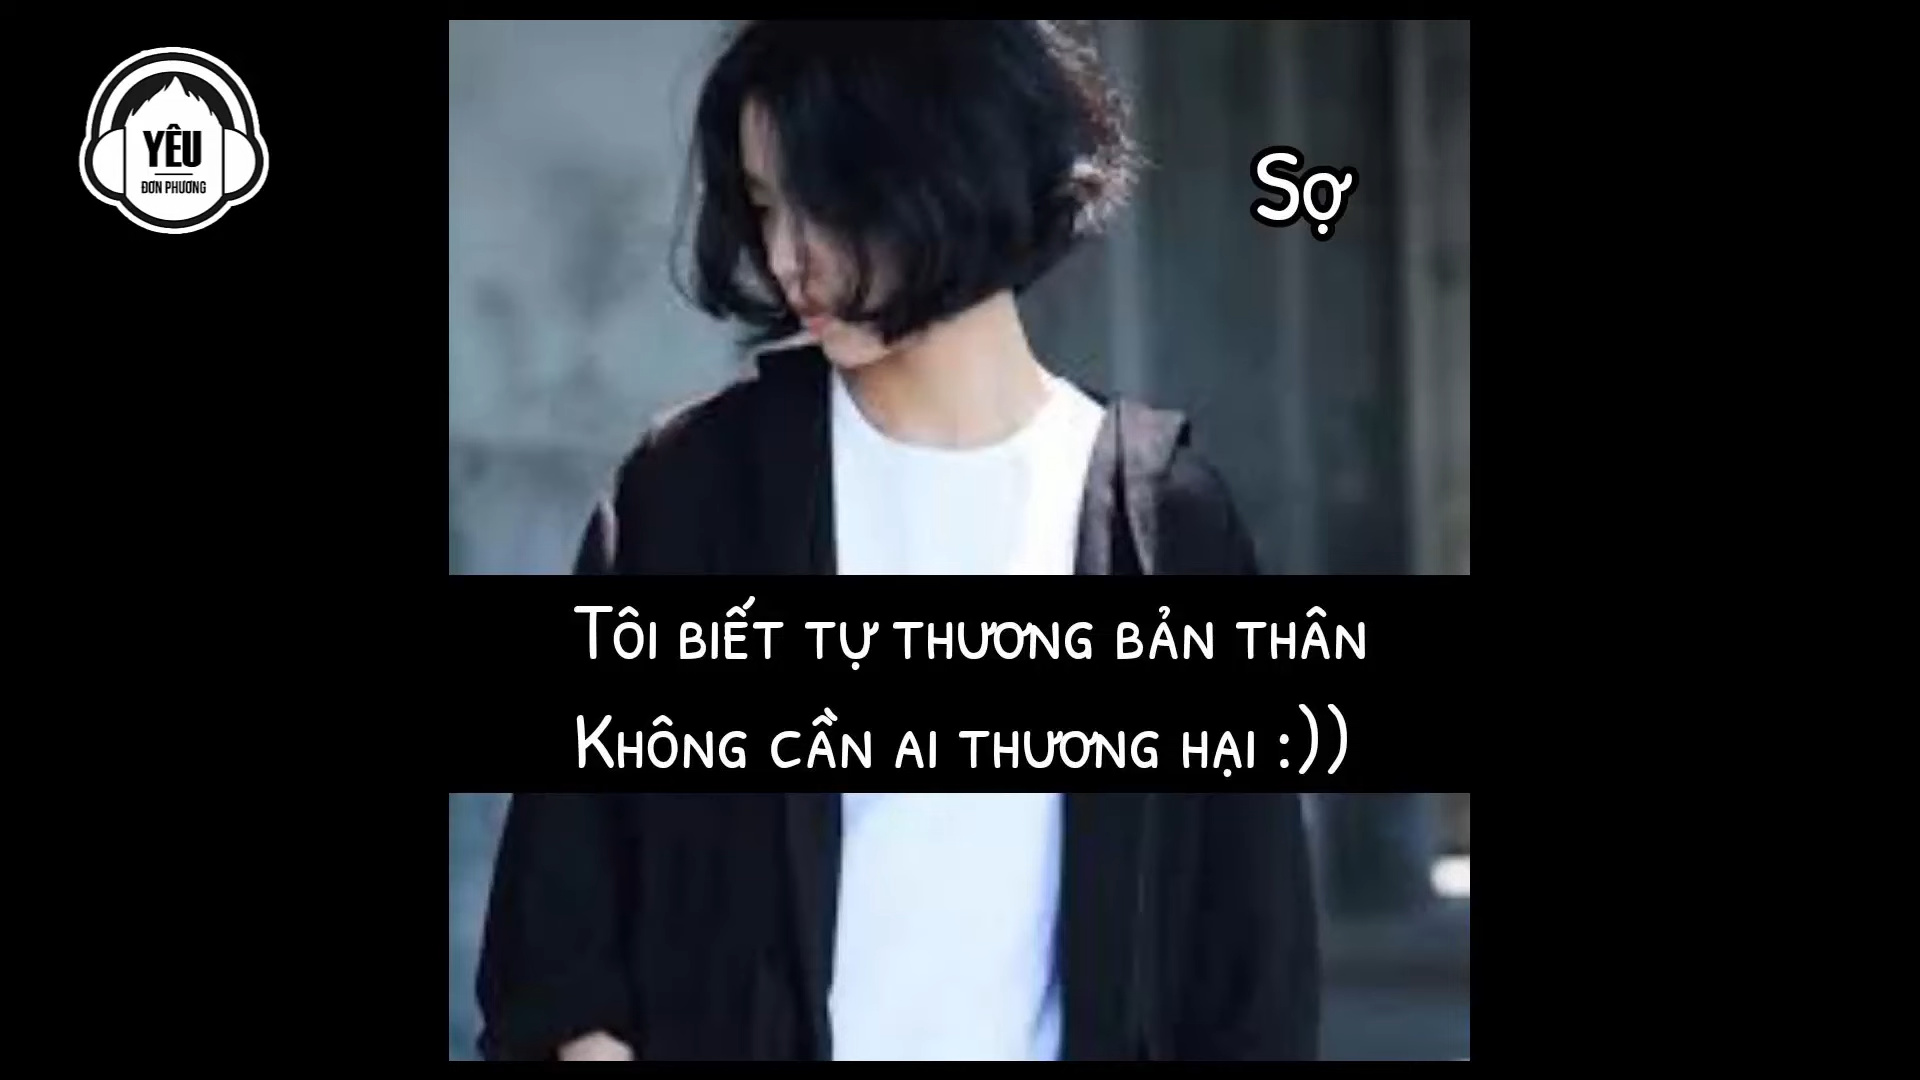 YÊU
ĐƠN PHƯƠNG
Sợ
Tôi biết tự thương bản thân
Không cần ai thương hại :))